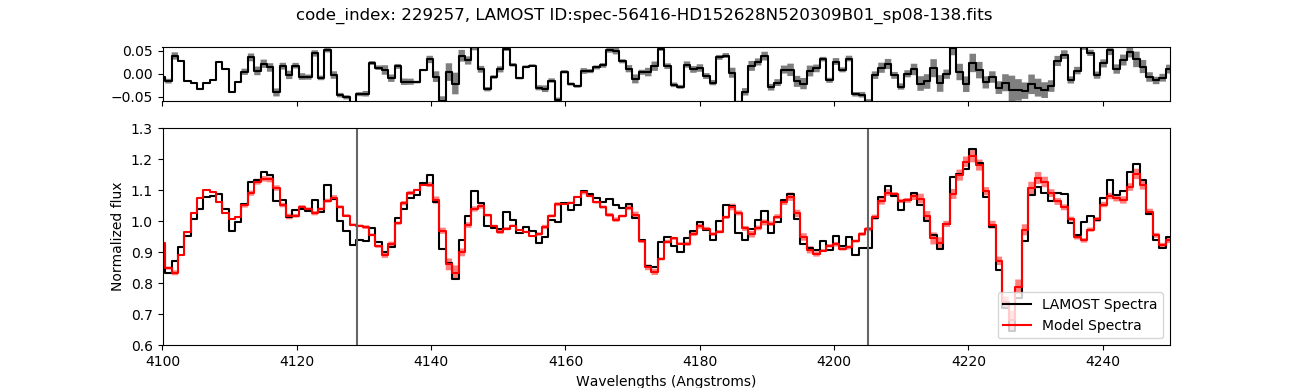 code_index: 229257, LAMOST ID:spec-56416-HD152628N520309B01_sp08-138.fits
0.05
0.00
−0.05
1.3
1.2
1.1
1.0
0.9
0.8
0.7
0.6
Normalized flux
LAMOST Spectra
Model Spectra
4100 4120 4140 4160 4180 4200 4220 4240
Wavelengths (Angstroms)